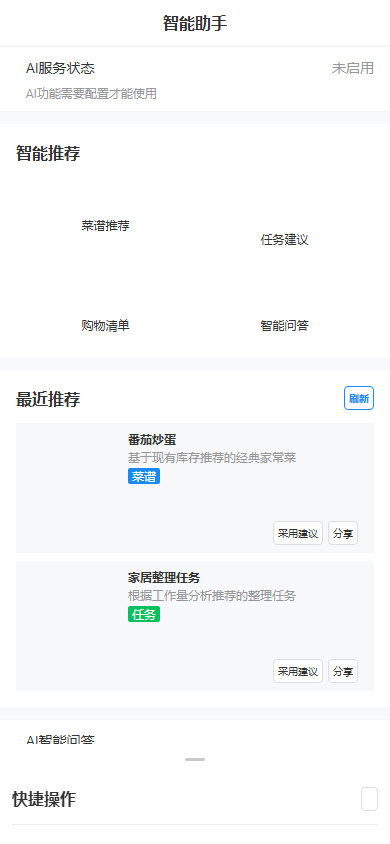 智能助手
AI服务状态 未启用
AI功能需要配置才能使用
智能推荐
菜谱推荐
任务建议
购物清单 智能问答
最近推荐 刷新
番茄炒蛋
基于现有库存推荐的经典家常菜
菜谱
采用建议 分享
家居整理任务
根据工作量分析推荐的整理任务
任务
采用建议 分享
AI智能问答
快捷操作